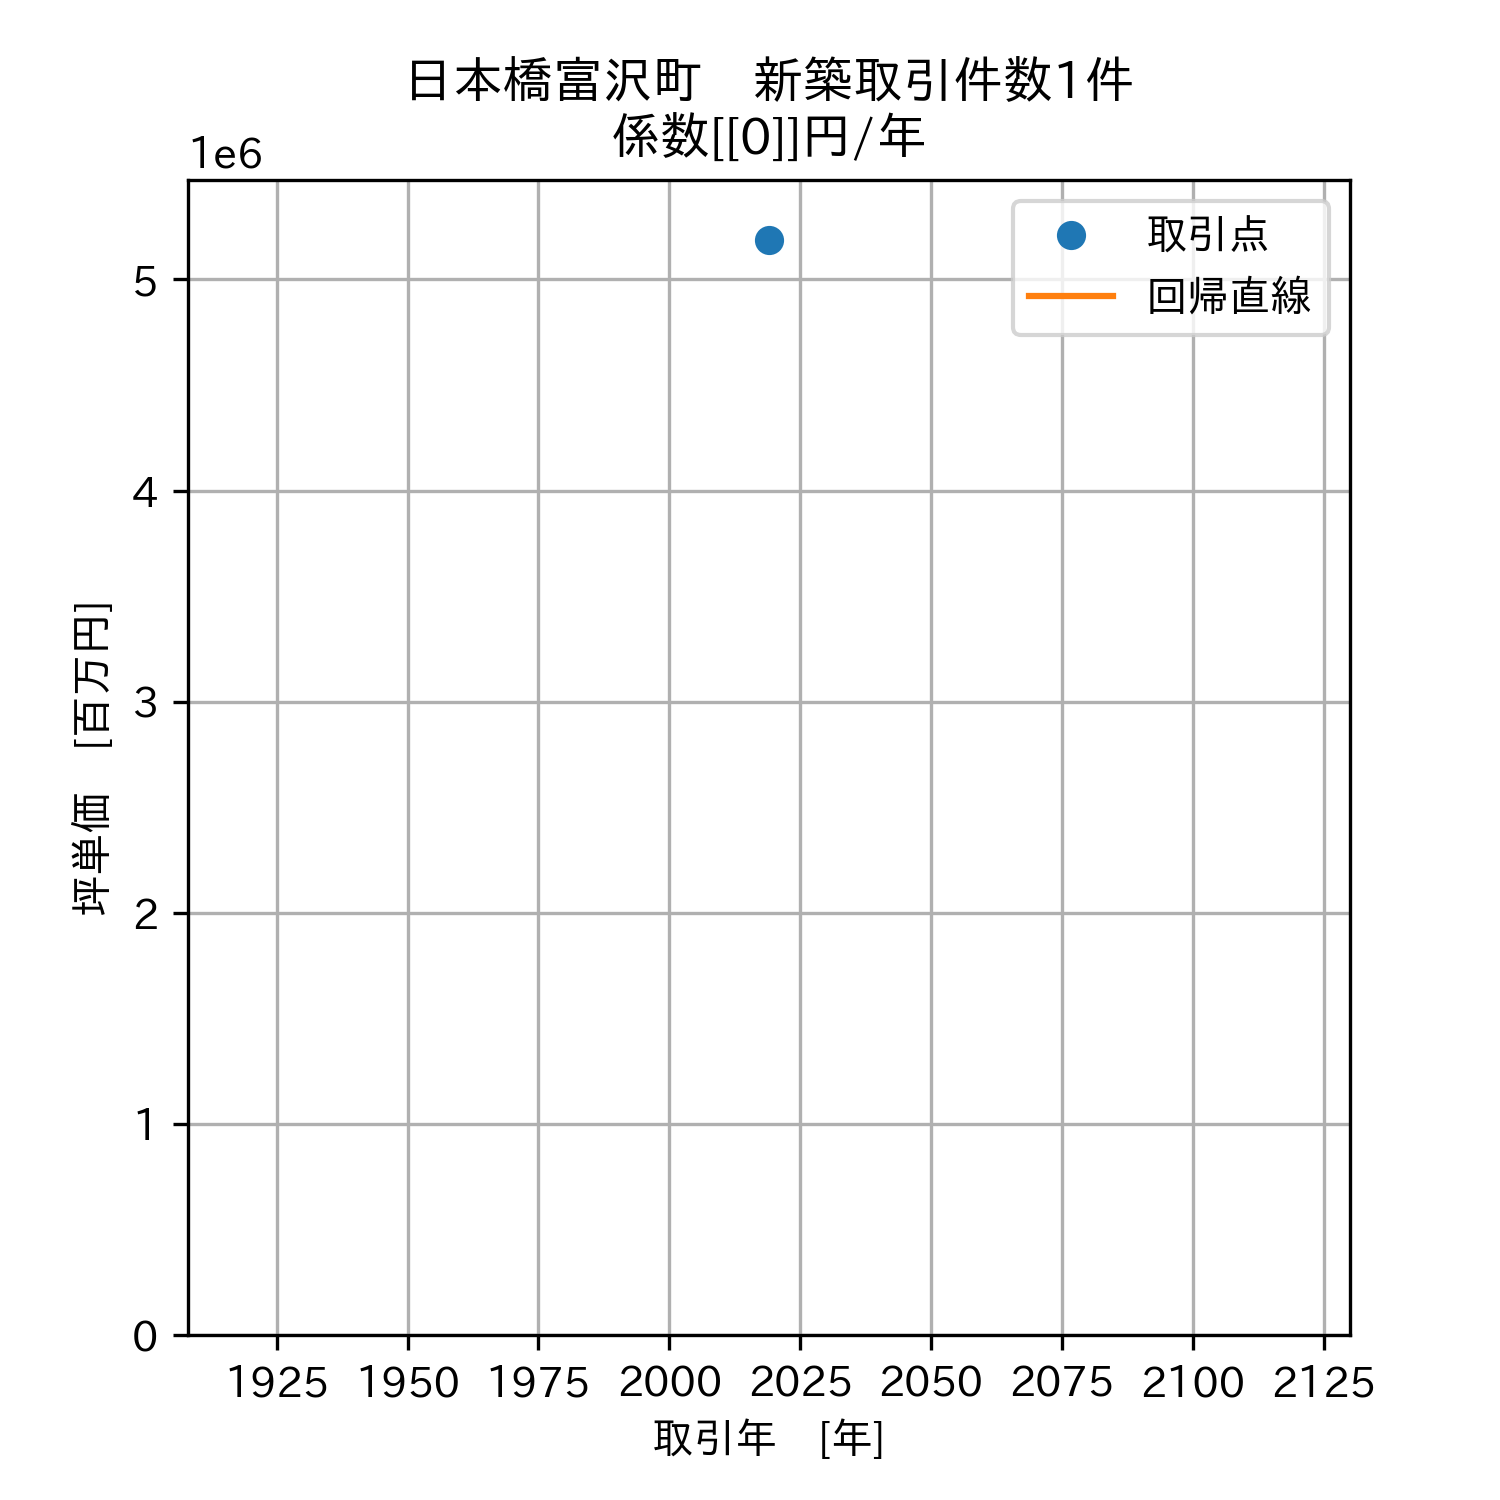 日本橋富沢町　新築取引件数1件
係数[[0]]円/年
1e6
取引点
回帰直線
5
4
3
2
1
0
坪単価　[百万円]
1925 1950 1975 2000 2025 2050 2075 2100 2125
取引年　[年]